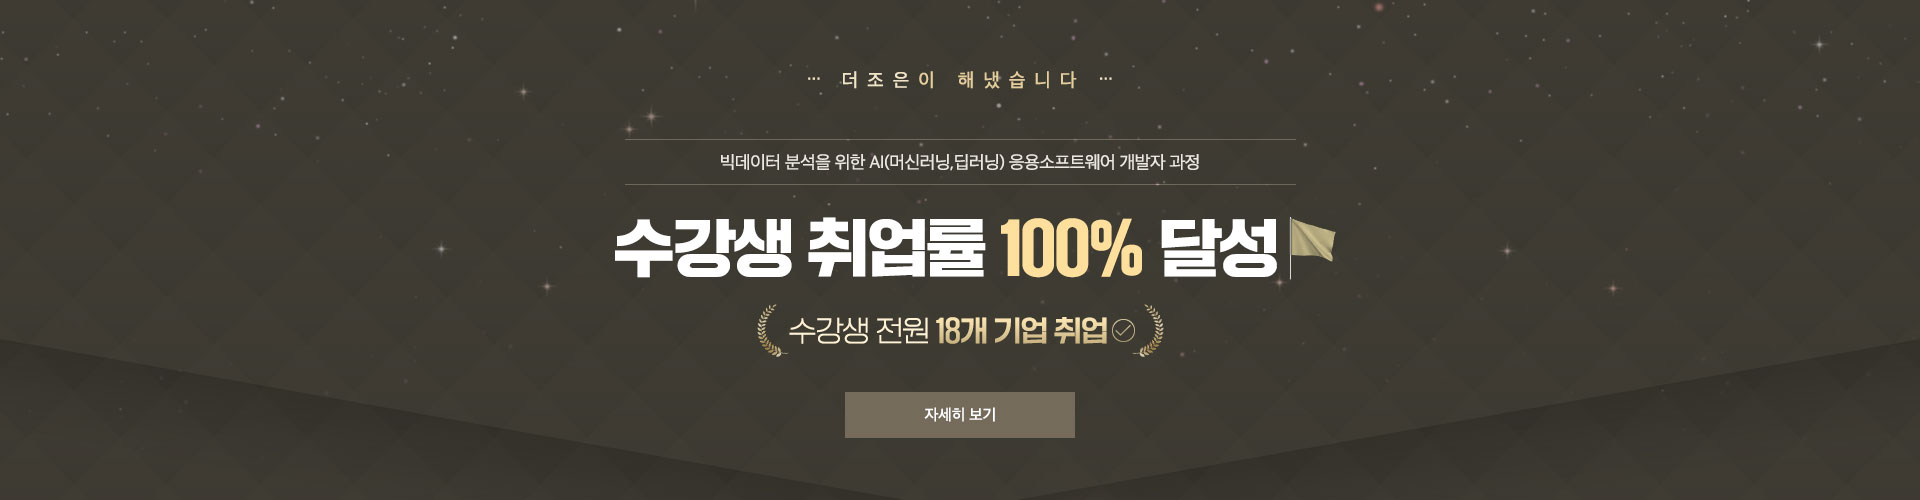 ··· 더조은이 해냈습니다 ···
빅데이터 분석을 위한 AI(머신러닝,딥러닝) 응용소프트웨어 개발자 과정
수강생 취업률 100% 달성
수강생 전원 18개 기업 취업
자세히 보기